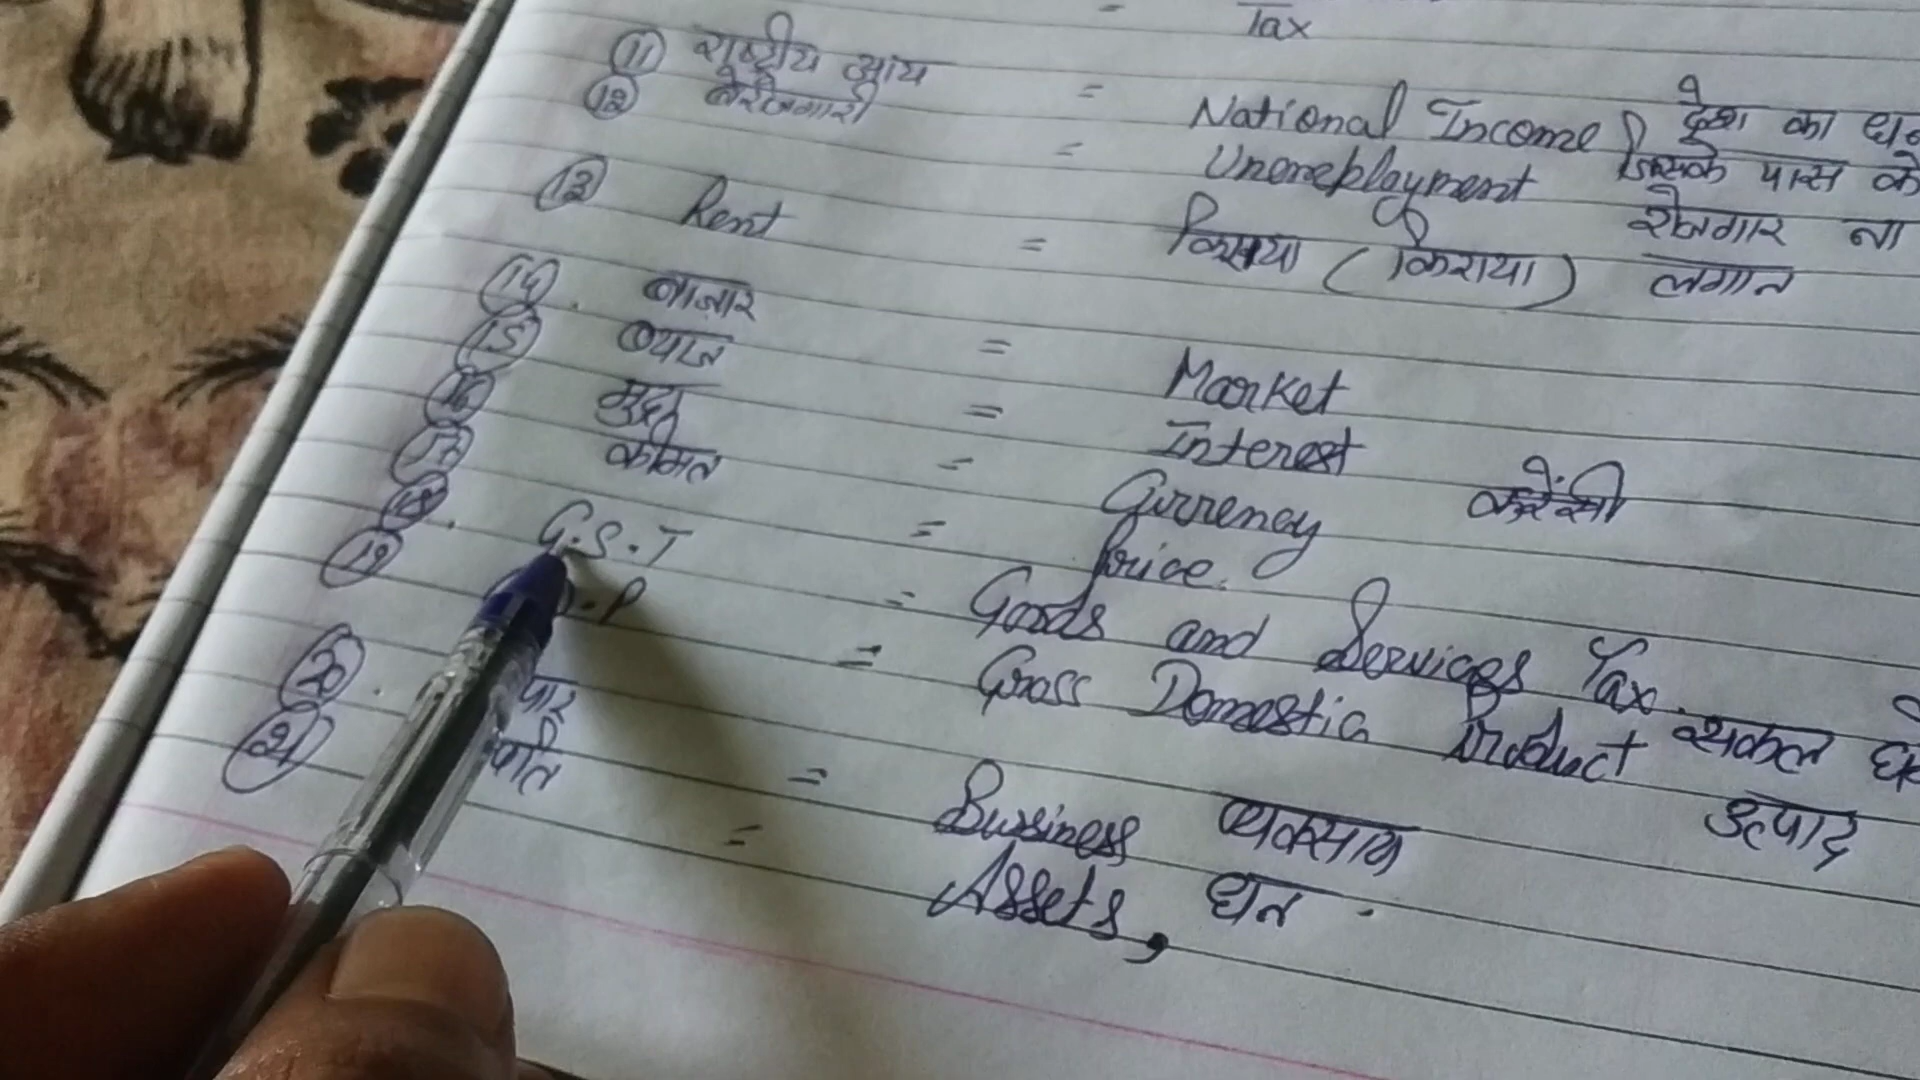 Tax
11 राष्ट्रीय आय = National Income देश का धन
12 बेरोजगारी = Unemeployment जिसके पास को
रोजगार ना
13 Rent = किराया (किराया) लगान
14 . बाजार = Market
15 ब्याज = Interest
16 मुद्रा = Currency करेंसी
17 कीमत = Price.
18 . G.S.T = Goods and Services Tax.
19 .P = Gross Domestic Product सकल घ
उत्पाद
20 . पार = Business व्यवसाय
21 पति = Assets, धन .